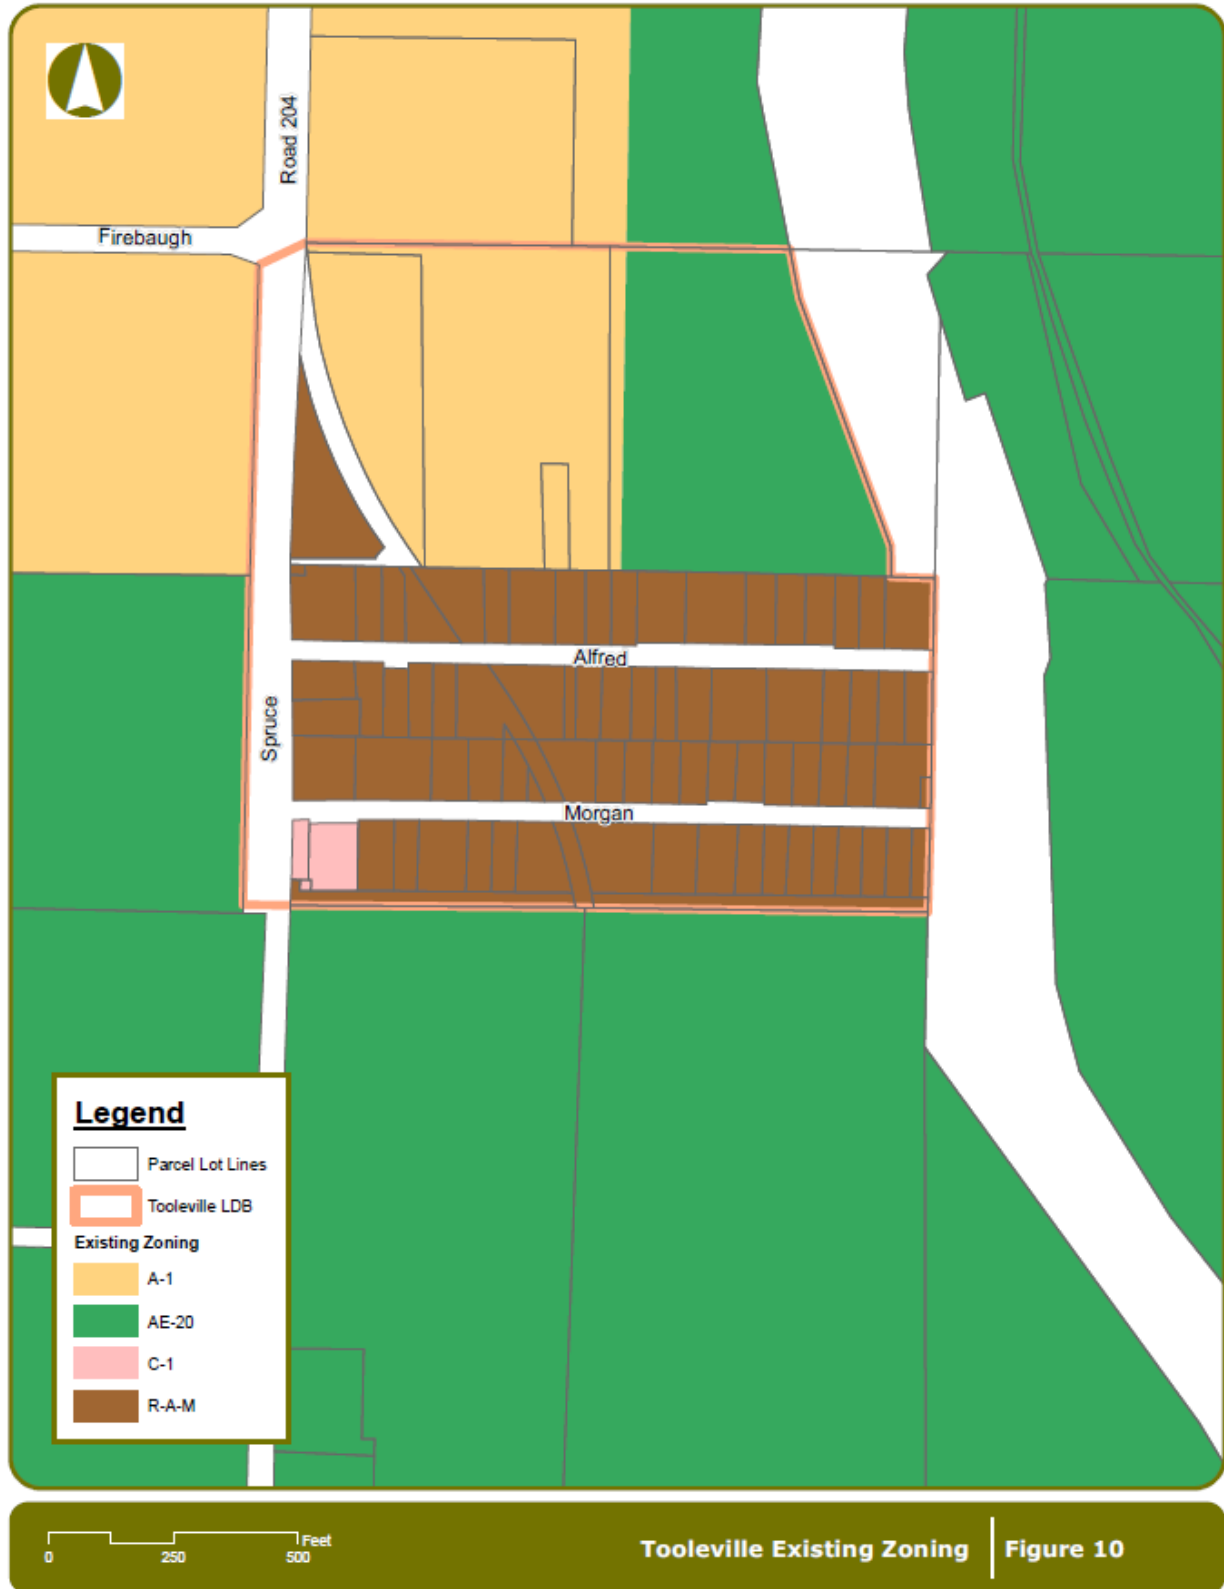 Road 204
Firebaugh
Alfred
Spruce
Morgan
Legend
Parcel Lot Lines
Tooleville LDB
Existing Zoning
A-1
AE-20
C-1
R-A-M
Feet
0 250 500
Tooleville Existing Zoning Figure 10